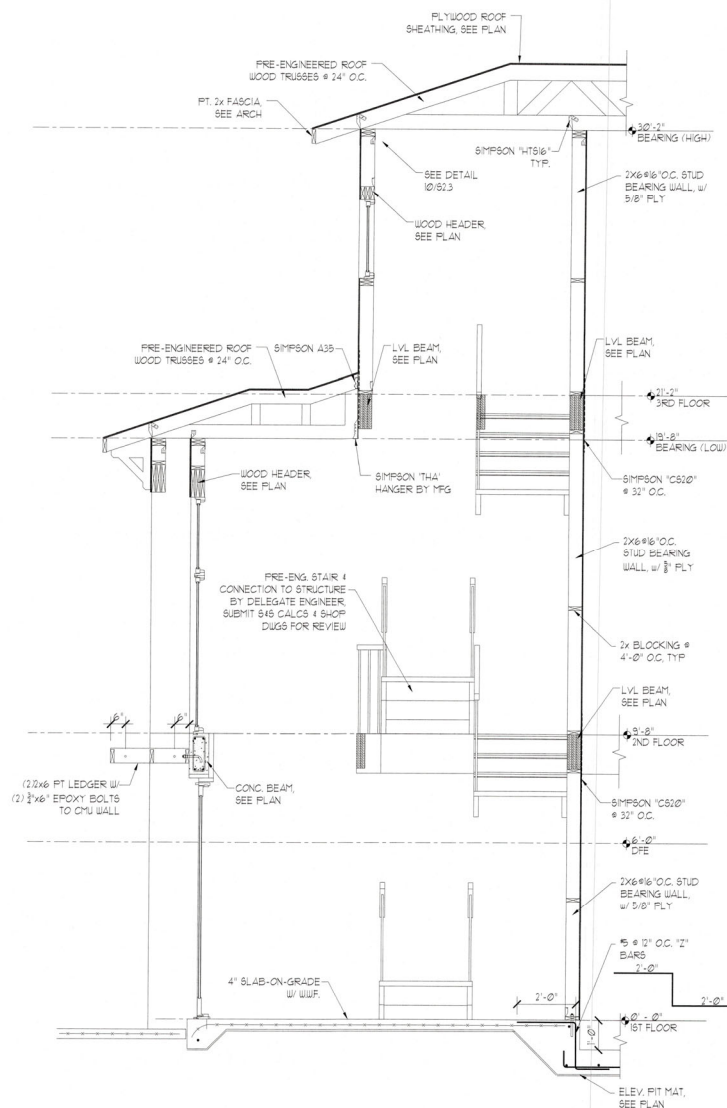 PLYWOOD ROOF
SHEATHING, SEE PLAN
PRE-ENGINEERED ROOF
WOOD TRUSSES @ 24" O.C.
P.T. 2x FASCIA,
SEE ARCH
30'-2"
BEARING (HIGH)
SIMPSON "HTS16"
TYP.
SEE DETAIL
10/S2.3
2X6@16"O.C. STUD
BEARING WALL, w/
5/8" PLY
WOOD HEADER,
SEE PLAN
PRE-ENGINEERED ROOF
WOOD TRUSSES @ 24" O.C.
SIMPSON A35
LVL BEAM,
SEE PLAN
LVL BEAM,
SEE PLAN
21'-2"
3RD FLOOR
19'-8"
BEARING (LOW)
WOOD HEADER,
SEE PLAN
SIMPSON 'THA'
HANGER BY MFG
SIMPSON "CS20"
@ 32" O.C.
2X6@16"O.C.
STUD BEARING
WALL, w/ 5/8" PLY
PRE-ENG. STAIR &
CONNECTION TO STRUCTURE
BY DELEGATE ENGINEER,
SUBMIT S&S CALCS & SHOP
DWGS FOR REVIEW
2x BLOCKING @
4'-0" O.C, TYP
LVL BEAM,
SEE PLAN
6"
6"
9'-8"
2ND FLOOR
(2)2x6 PT LEDGER W/
(2) 3/4"x6" EPOXY BOLTS
TO CMU WALL
CONC. BEAM,
SEE PLAN
SIMPSON "CS20"
@ 32" O.C.
6'-0"
DFE
2X6@16"O.C. STUD
BEARING WALL,
w/ 5/8" PLY
#5 @ 12" O.C. "Z"
BARS
2'-0"
2'-0"
4" SLAB-ON-GRADE
W/ W.W.F.
2'-0"
0' - 0"
1ST FLOOR
1'-0"
ELEV. PIT MAT,
SEE PLAN